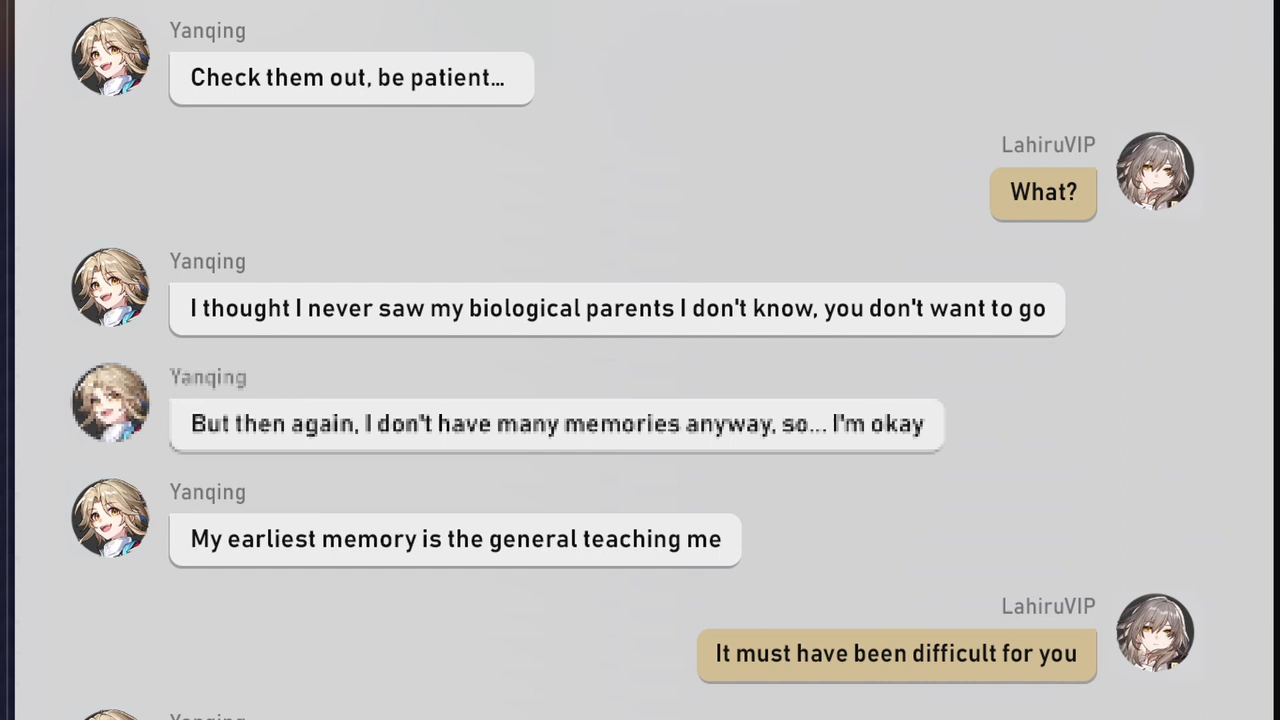 Yanqing
Check them out, be patient...
LahiruVIP
What?
Yanqing
I thought I never saw my biological parents I don't know, you don't want to go
Yanqing
But then again, I don't have many memories anyway, so... I'm okay
Yanqing
My earliest memory is the general teaching me
LahiruVIP
It must have been difficult for you
Yanqing